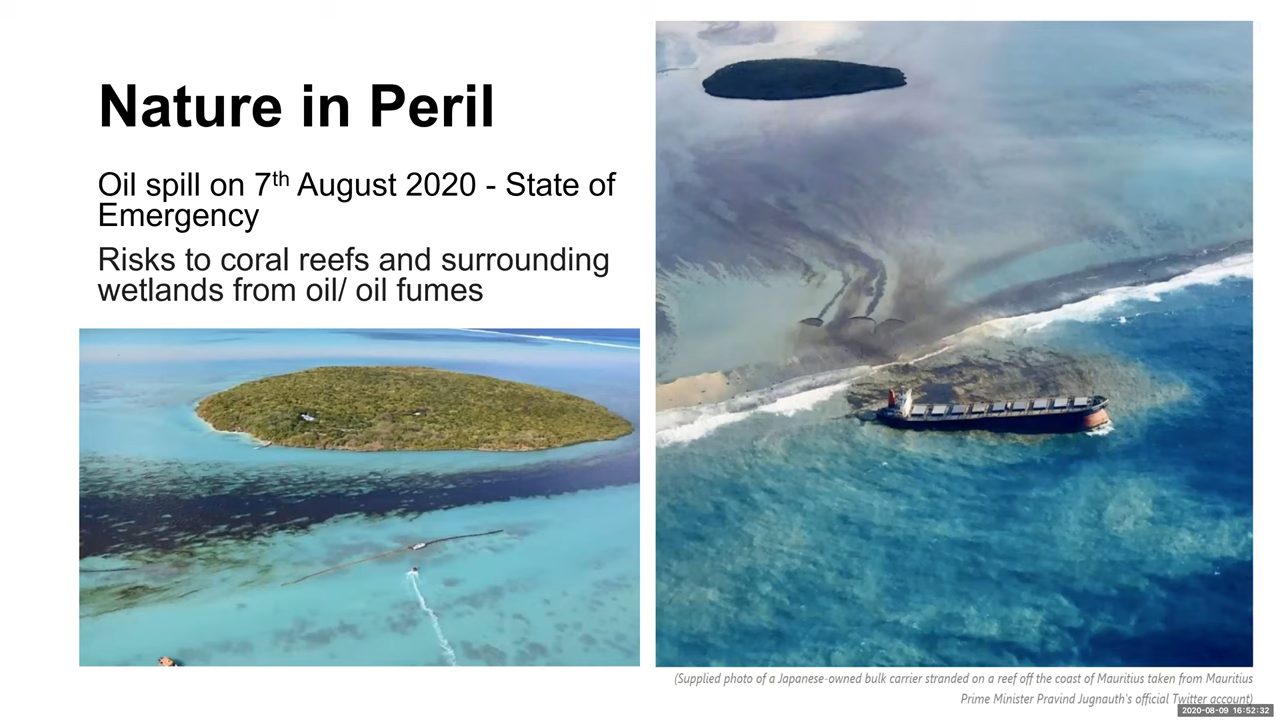 Nature in Peril
Oil spill on 7th August 2020 - State of
Emergency
Risks to coral reefs and surrounding
wetlands from oil/ oil fumes
(Supplied photo of a Japanese-owned bulk carrier stranded on a reef off the coast of Mauritius taken from Mauritius
Prime Minister Pravind Jugnauth's official Twitter account)
2020-08-09 16:52:32